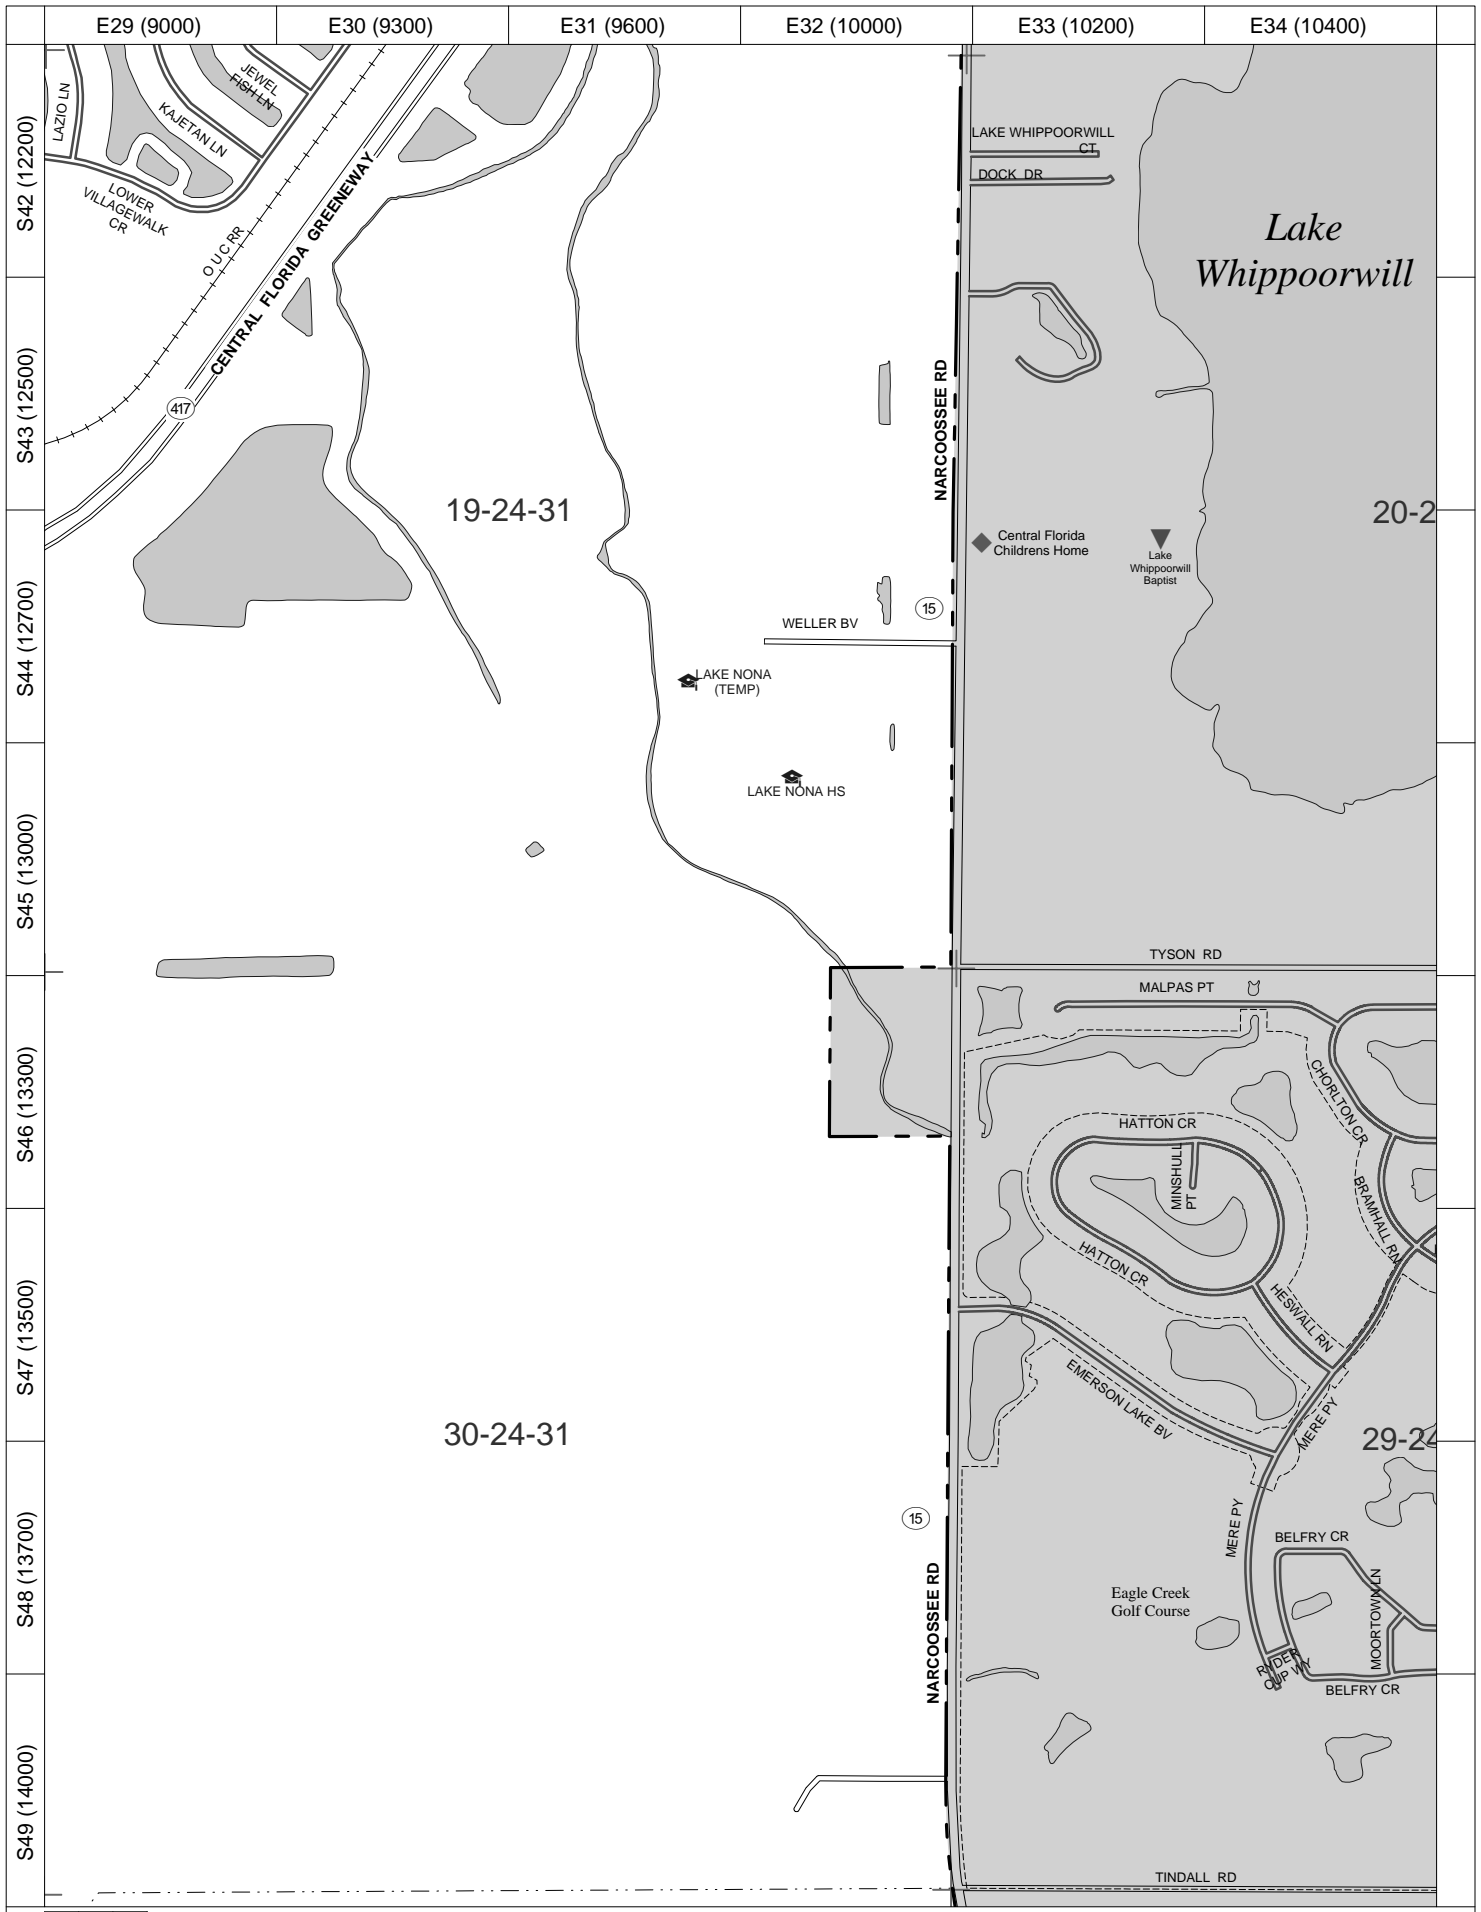 E29 (9000)
E30 (9300)
E31 (9600)
E32 (10000)
E33 (10200)
E34 (10400)
S42 (12200)
S43 (12500)
S44 (12700)
S45 (13000)
S46 (13300)
S47 (13500)
S48 (13700)
S49 (14000)
LAZIO LN
JEWEL
FISH LN
KAJETAN LN
LOWER
VILLAGEWALK
CR
O U C RR
CENTRAL FLORIDA GREENEWAY
417
LAKE WHIPPOORWILL
CT
DOCK DR
Lake
Whippoorwill
NARCOOSSEE RD
19-24-31
20-2
Central Florida
Childrens Home
Lake
Whippoorwill
Baptist
15
WELLER BV
LAKE NONA
(TEMP)
LAKE NONA HS
TYSON RD
MALPAS PT
CHORLTON CR
HATTON CR
MINSHULL
PT
BRAMHALL RN
HATTON CR
HESWALL RN
EMERSON LAKE BV
MERE PY
30-24-31
29-24
15
MERE PY
BELFRY CR
NARCOOSSEE RD
Eagle Creek
Golf Course
MOORTOWN LN
RYDER
CUP WY
BELFRY CR
TINDALL RD